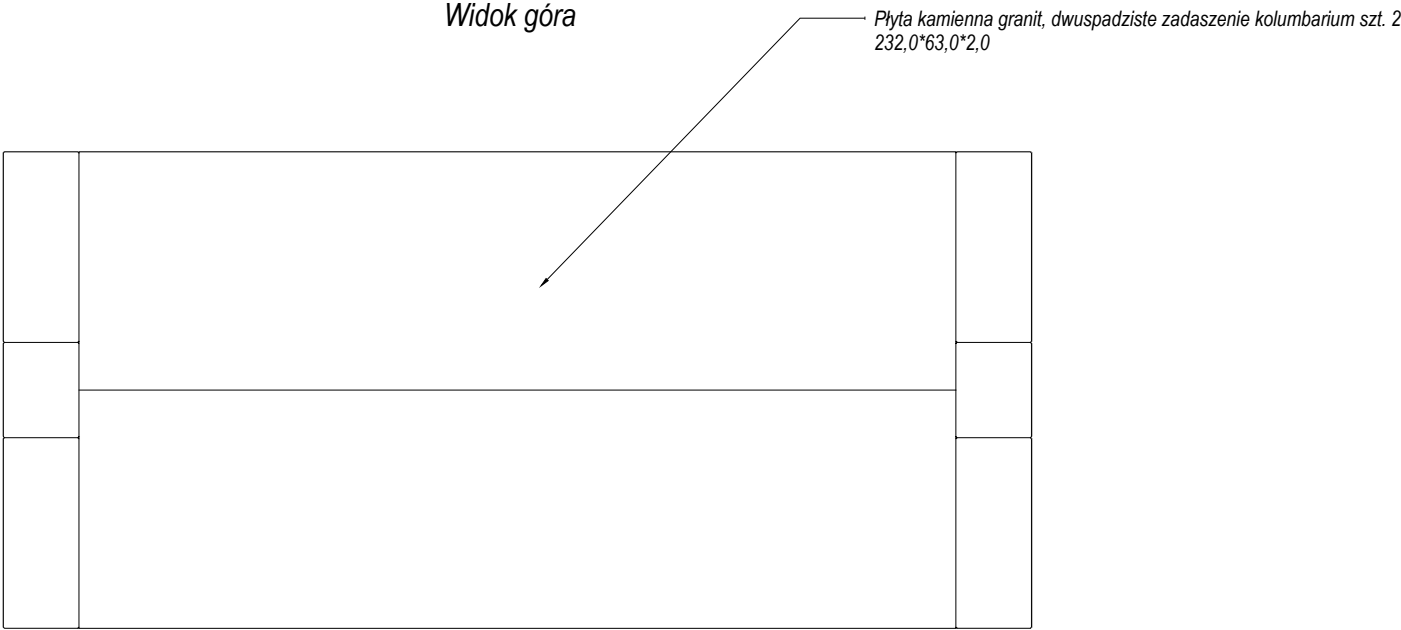 Widok góra
Płyta kamienna granit, dwuspadziste zadaszenie kolumbarium szt. 2
232,0*63,0*2,0